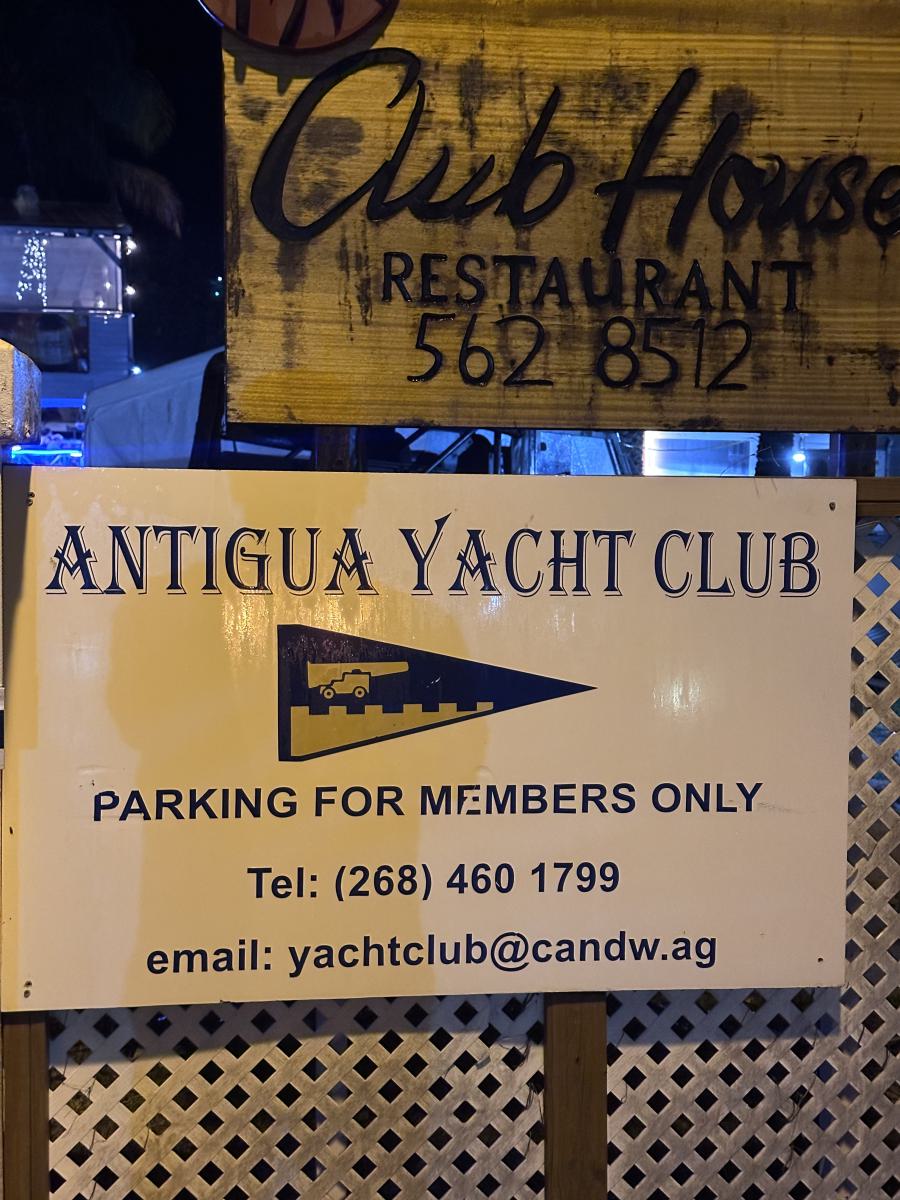 Club House
RESTAURANT
562 8512
ANTIGUA YACHT CLUB
PARKING FOR MEMBERS ONLY
Tel: (268) 460 1799
email: yachtclub@candw.ag